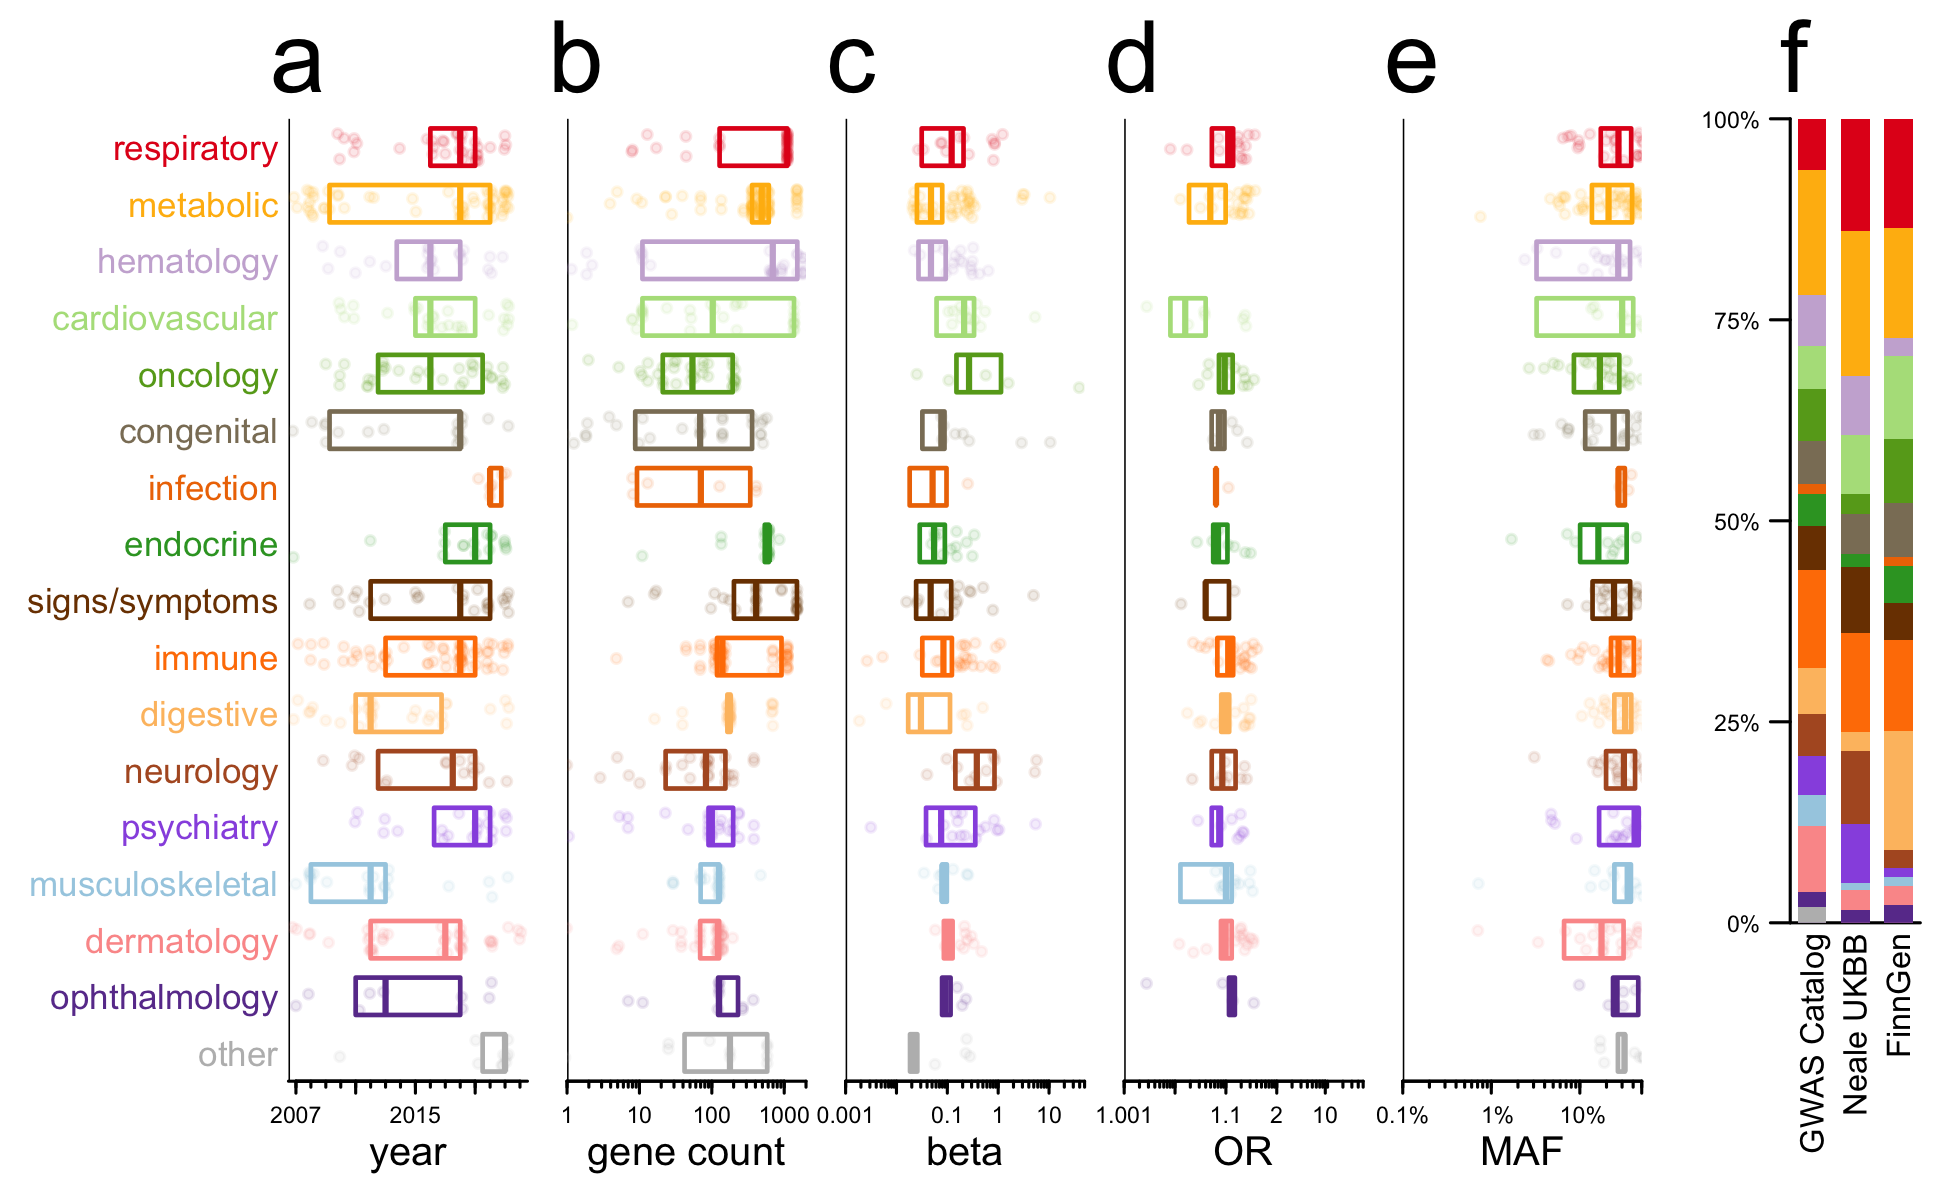 a b c d e f
respiratory
metabolic
hematology
cardiovascular
oncology
congenital
infection
endocrine
signs/symptoms
immune
digestive
neurology
psychiatry
musculoskeletal
dermatology
ophthalmology
other
2007 2015
year
1 10 100 1000
gene count
0.001 0.1 1 10
beta
1.001 1.1 2 10
OR
0.1% 1% 10%
MAF
100%
75%
50%
25%
0%
GWAS Catalog
Neale UKBB
FinnGen